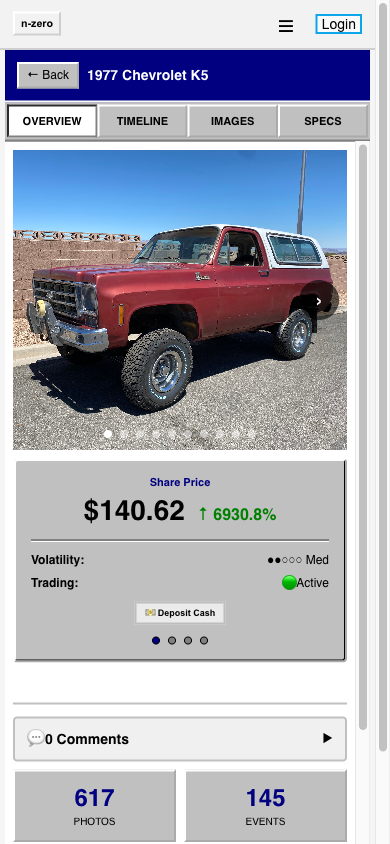 n-zero
Login
← Back
1977 Chevrolet K5
OVERVIEW
TIMELINE
IMAGES
SPECS
›
Share Price
$140.62 ↑ 6930.8%
Volatility: ●●○○○ Med
Trading: Active
Deposit Cash
0 Comments ▶
617
PHOTOS
145
EVENTS